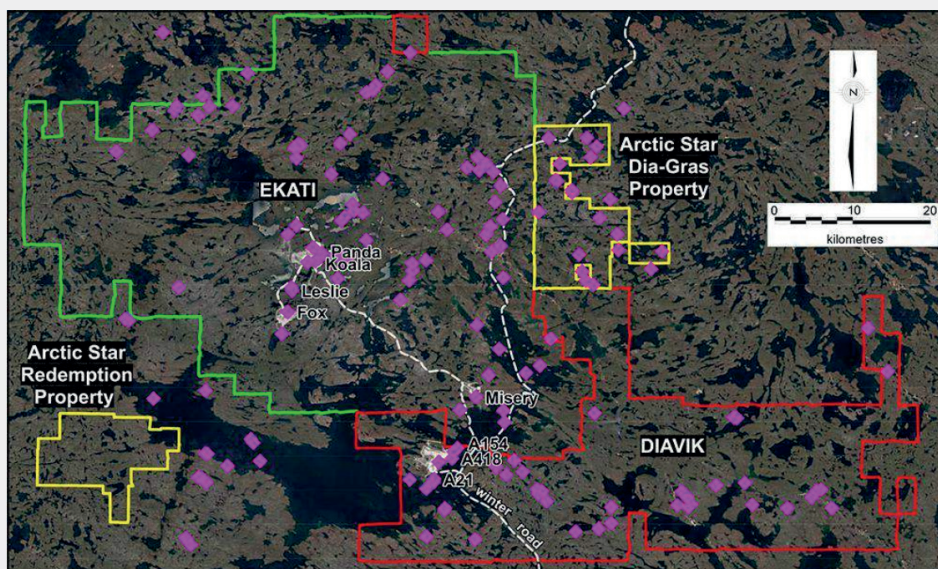 N
Arctic Star
Dia-Gras
Property
0 10 20
kilometres
EKATI
Panda
Koala
Leslie
Fox
Arctic Star
Redemption
Property
Misery
A154
A418
A21
DIAVIK
winter road